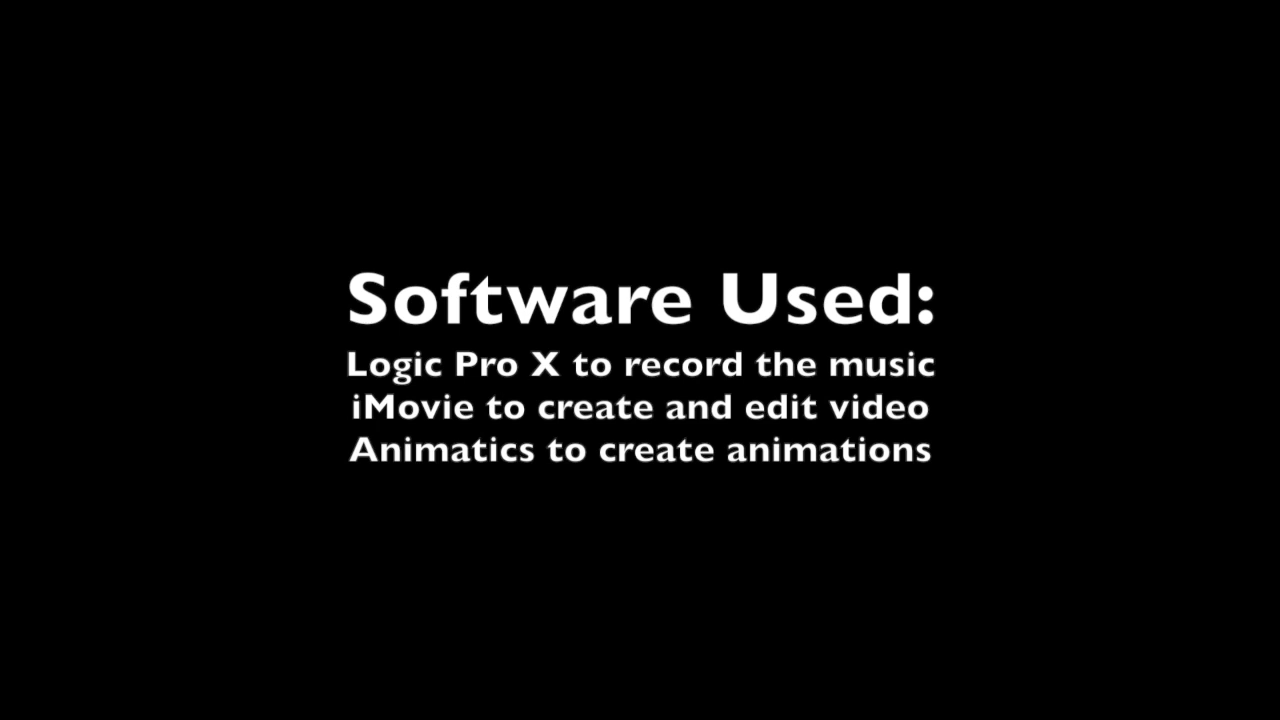 Software Used:
Logic Pro X to record the music
iMovie to create and edit video
Animatics to create animations